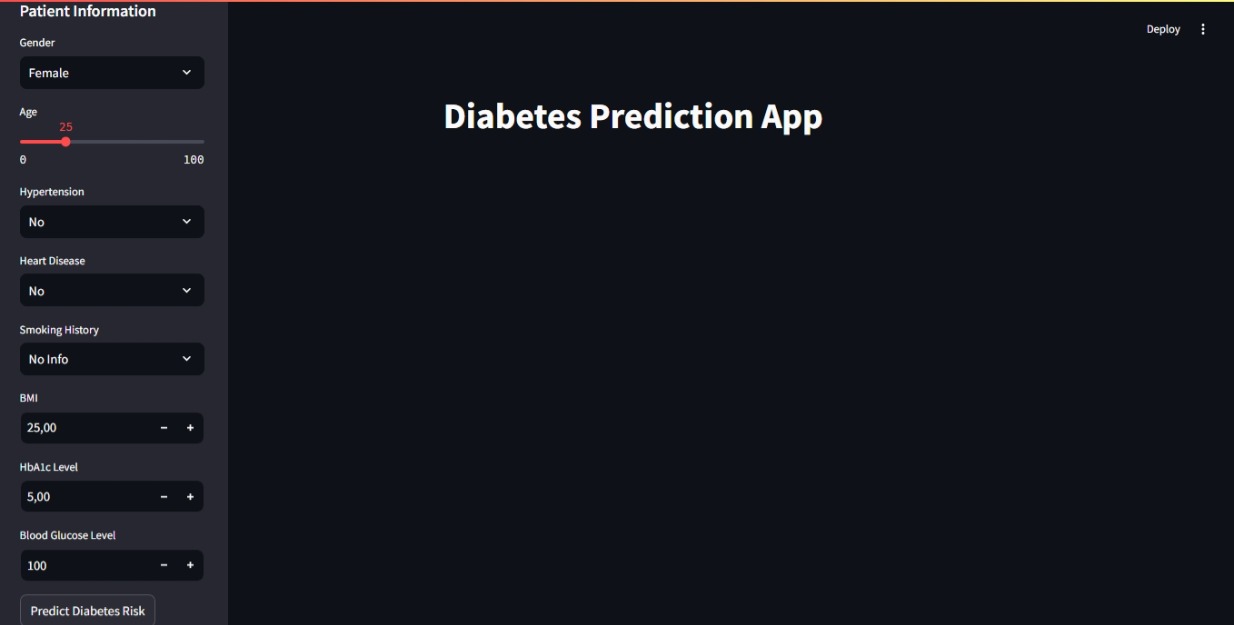 Patient Information
Gender
Female
Age
25
0 100
Hypertension
No
Heart Disease
No
Smoking History
No Info
BMI
25,00
HbA1c Level
5,00
Blood Glucose Level
100
Predict Diabetes Risk
Deploy
Diabetes Prediction App